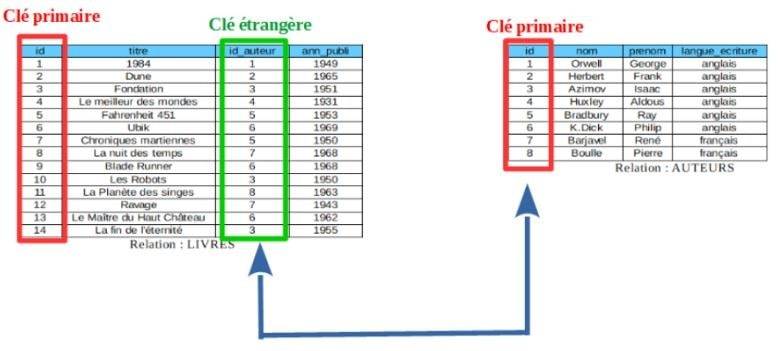 Clé primaire
Clé étrangère
Clé primaire
id titre id_auteur ann_publi
1 1984 1 1949
2 Dune 2 1965
3 Fondation 3 1951
4 Le meilleur des mondes 4 1931
5 Fahrenheit 451 5 1953
6 Ubik 6 1969
7 Chroniques martiennes 5 1950
8 La nuit des temps 7 1968
9 Blade Runner 6 1968
10 Les Robots 3 1950
11 La Planète des singes 8 1963
12 Ravage 7 1943
13 Le Maître du Haut Château 6 1962
14 La fin de l'éternité 3 1955
Relation : LIVRES
id nom prenom langue_ecriture
1 Orwell George anglais
2 Herbert Frank anglais
3 Azimov Isaac anglais
4 Huxley Aldous anglais
5 Bradbury Ray anglais
6 K.Dick Philip anglais
7 Barjavel René français
8 Boulle Pierre français
Relation : AUTEURS